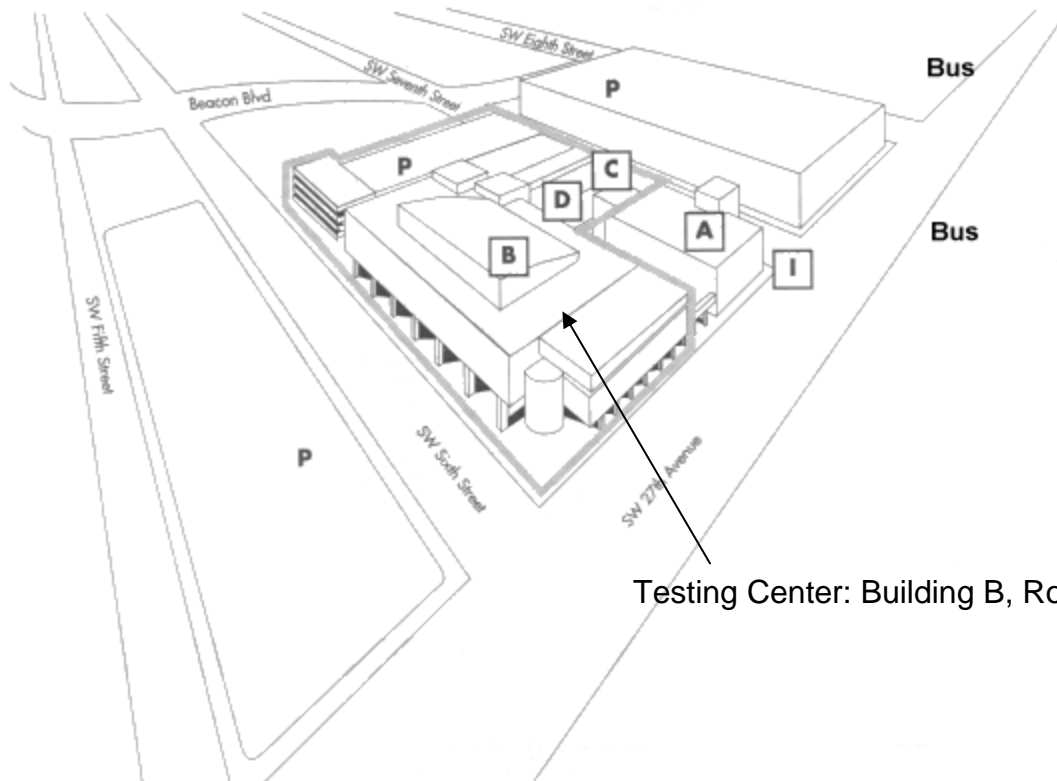 SW Eighth Street
Bus
SW Seventh Street
P
Beacon Blvd
P
C
D
A
Bus
B
I
SW Fifth Street
SW Sixth Street
P
SW 27th Avenue
Testing Center: Building B,